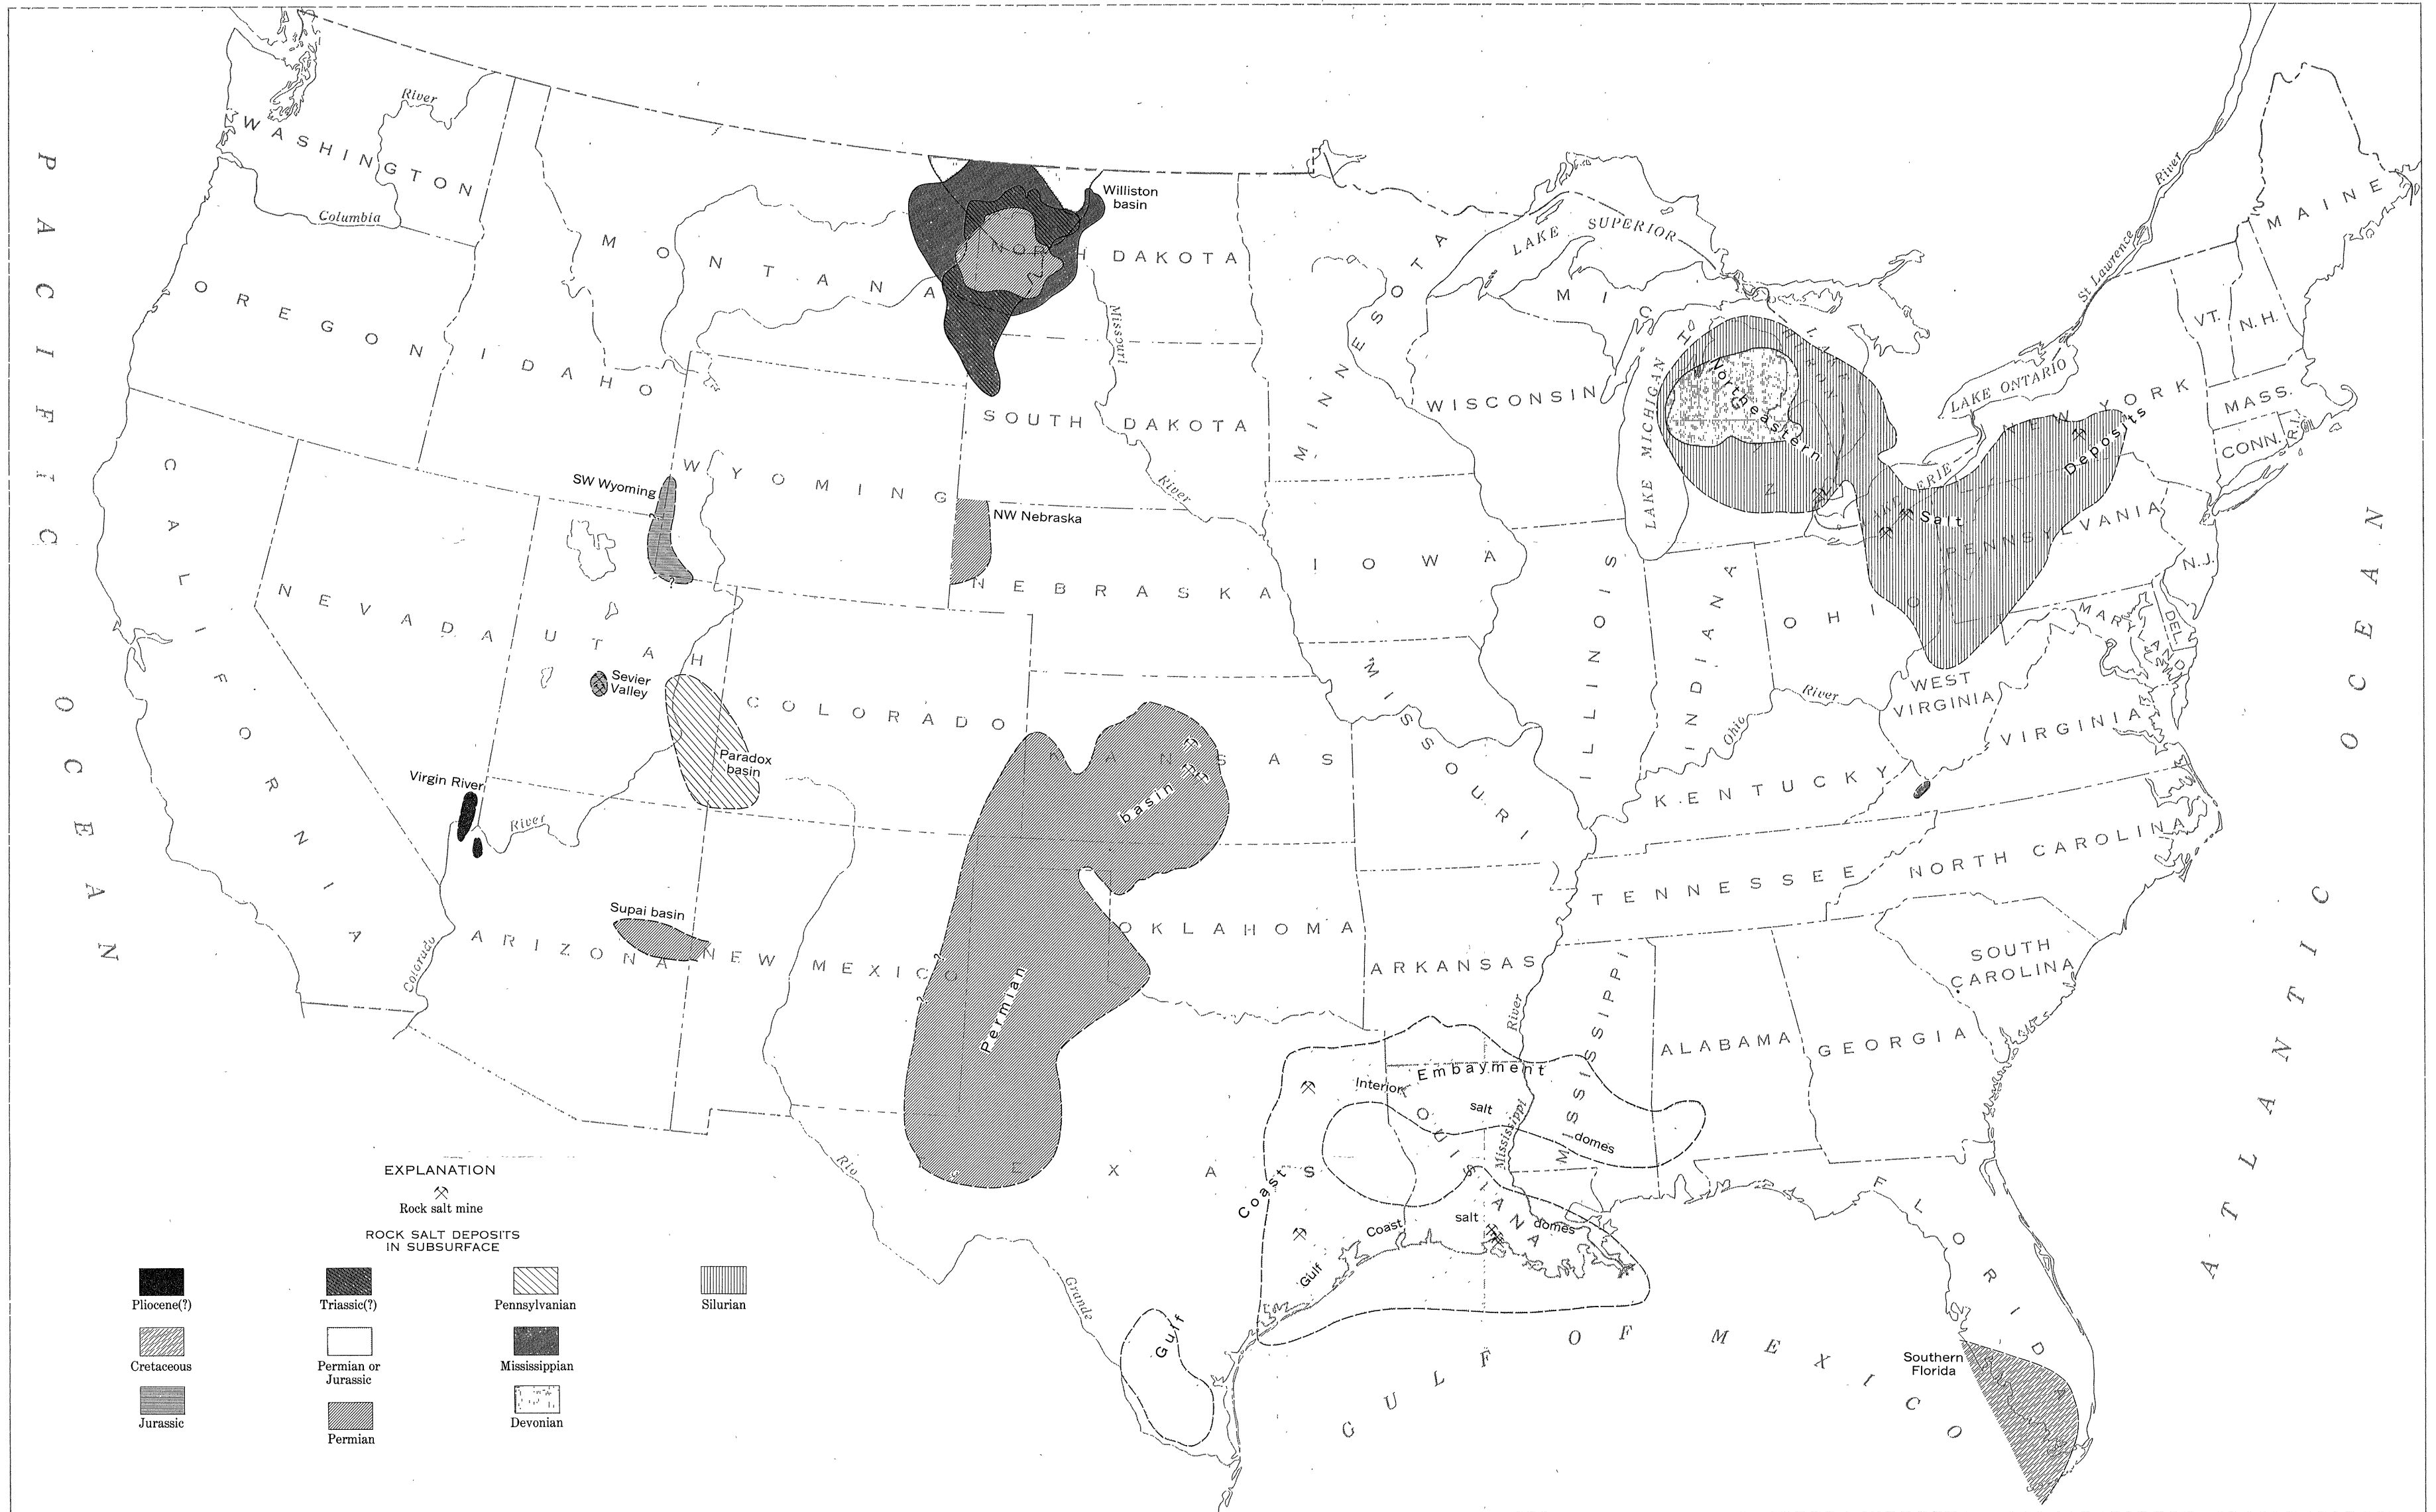 PACIFIC OCEAN
WASHINGTON
River
Columbia
OREGON
IDAHO
MONTANA
CALIFORNIA
NEVADA
UTAH
ARIZONA
WYOMING
COLORADO
NEW MEXICO
NORTH DAKOTA
SOUTH DAKOTA
NEBRASKA
KANSAS
OKLAHOMA
TEXAS
MINNESOTA
IOWA
MISSOURI
ARKANSAS
LOUISIANA
WISCONSIN
ILLINOIS
MICHIGAN
INDIANA
OHIO
KENTUCKY
TENNESSEE
MISSISSIPPI
ALABAMA
GEORGIA
FLORIDA
SOUTH
CAROLINA
NORTH CAROLINA
VIRGINIA
WEST
VIRGINIA
MARYLAND
DEL.
N.J.
PENNSYLVANIA
NEW YORK
CONN.
R.I.
MASS.
VT.
N.H.
MAINE
LAKE SUPERIOR
LAKE MICHIGAN
LAKE HURON
LAKE ERIE
LAKE ONTARIO
St Lawrence River
Missouri
River
Ohio River
Mississippi River
Colorado
River
Rio Grande
GULF OF MEXICO
ATLANTIC OCEAN
Williston
basin
SW Wyoming
?
?
NW Nebraska
Sevier
Valley
Paradox
basin
Virgin River
Supai basin
Permian basin
?
?
?
Northeastern Salt Deposits
Gulf Coast Embayment
Interior salt domes
Gulf Coast salt domes
Southern
Florida
EXPLANATION
Rock salt mine
ROCK SALT DEPOSITS
IN SUBSURFACE
Pliocene(?)
Triassic(?)
Pennsylvanian
Silurian
Cretaceous
Permian or
Jurassic
Mississippian
Jurassic
Permian
Devonian